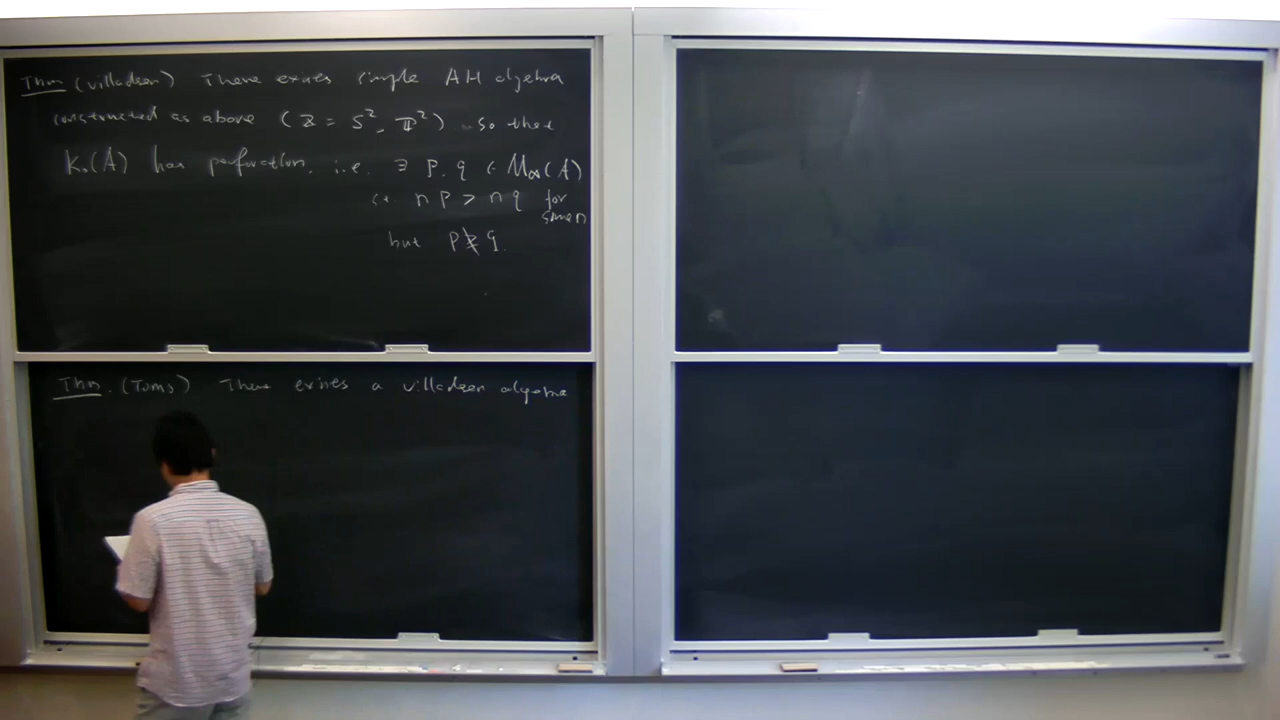 Thm (Villadsen) There exists simple AH algebra
constructed as above (Z = S², ℂP²) so that
K₀(A) has perforation, i.e. ∃ p, q ∈ M∞(A)
s.t. np > nq for
some n
but p ≯ q.
Thm. (Toms) There exists a Villadsen algebra